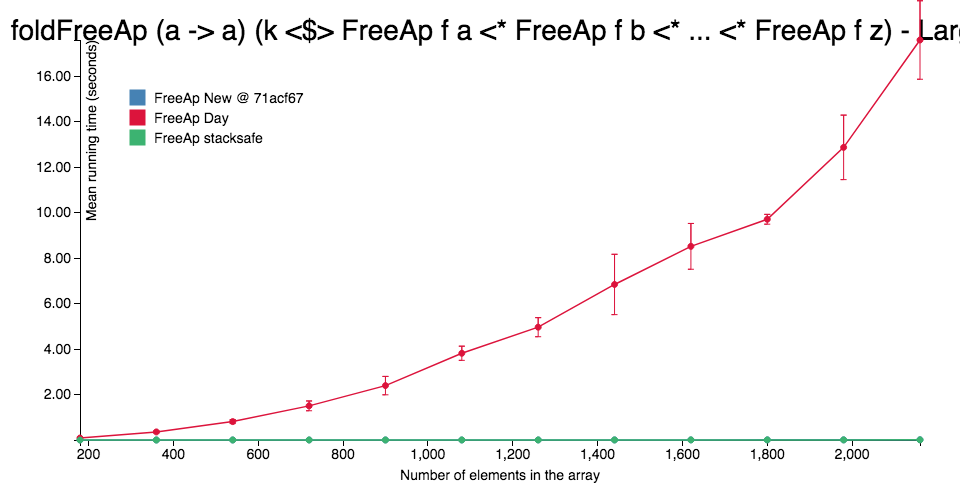 foldFreeAp (a -> a) (k <$> FreeAp f a <* FreeAp f b <* ... <* FreeAp f z) - Larg
Mean running time (seconds)
16.00
14.00
12.00
10.00
8.00
6.00
4.00
2.00
FreeAp New @ 71acf67
FreeAp Day
FreeAp stacksafe
200 400 600 800 1,000 1,200 1,400 1,600 1,800 2,000
Number of elements in the array